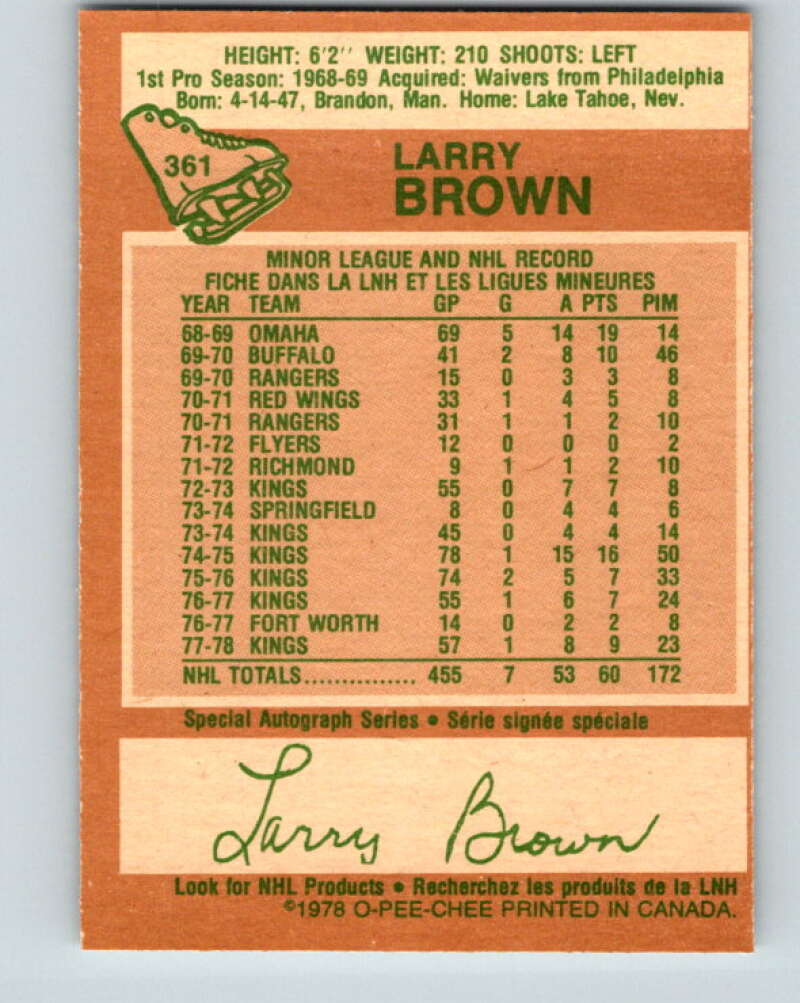 HEIGHT: 6'2'' WEIGHT: 210 SHOOTS: LEFT
1st Pro Season: 1968-69 Acquired: Waivers from Philadelphia
Born: 4-14-47, Brandon, Man. Home: Lake Tahoe, Nev.
361
LARRY
BROWN
MINOR LEAGUE AND NHL RECORD
FICHE DANS LA LNH ET LES LIGUES MINEURES
YEAR TEAM GP G A PTS PIM
68-69 OMAHA 69 5 14 19 14
69-70 BUFFALO 41 2 8 10 46
69-70 RANGERS 15 0 3 3 8
70-71 RED WINGS 33 1 4 5 8
70-71 RANGERS 31 1 1 2 10
71-72 FLYERS 12 0 0 0 2
71-72 RICHMOND 9 1 1 2 10
72-73 KINGS 55 0 7 7 8
73-74 SPRINGFIELD 8 0 4 4 6
73-74 KINGS 45 0 4 4 14
74-75 KINGS 78 1 15 16 50
75-76 KINGS 74 2 5 7 33
76-77 KINGS 55 1 6 7 24
76-77 FORT WORTH 14 0 2 2 8
77-78 KINGS 57 1 8 9 23
NHL TOTALS............... 455 7 53 60 172
Special Autograph Series • Série signée spéciale
Larry Brown
Look for NHL Products • Recherchez les produits de la LNH
©1978 O-PEE-CHEE PRINTED IN CANADA.